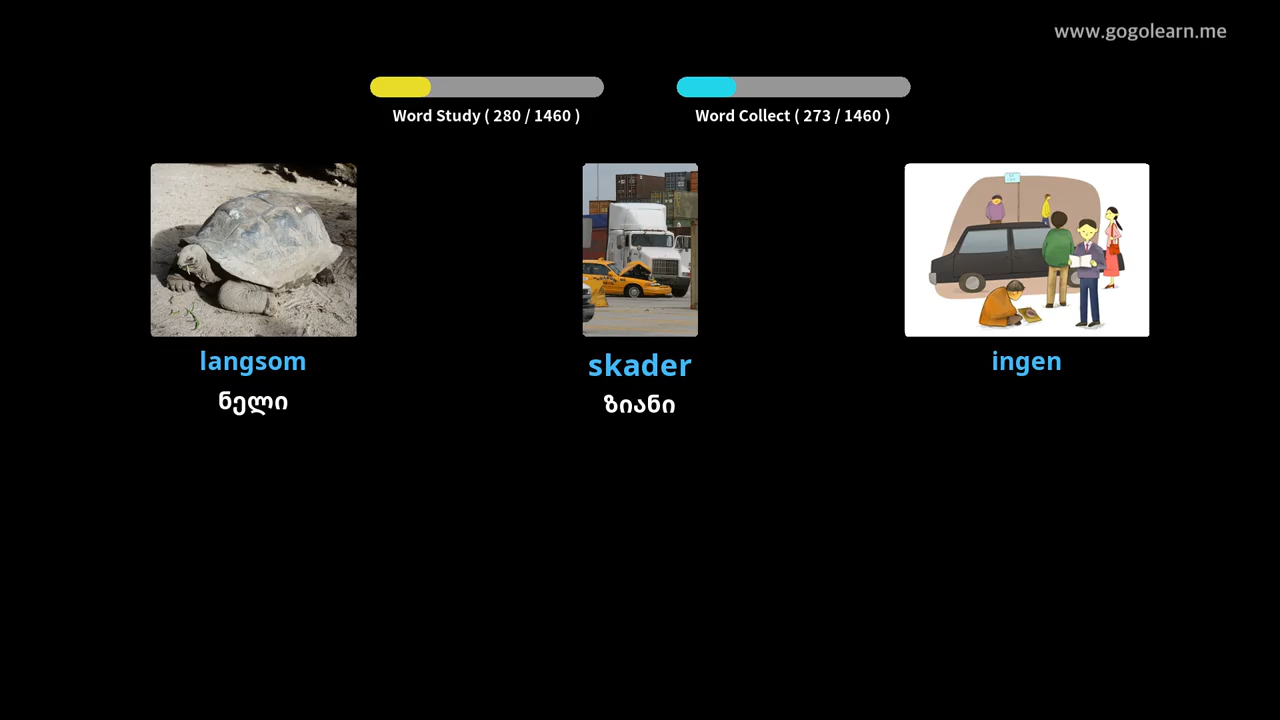 www.gogolearn.me
Word Study ( 280 / 1460 )
Word Collect ( 273 / 1460 )
langsom
skader
ingen
ნელი
ზიანი